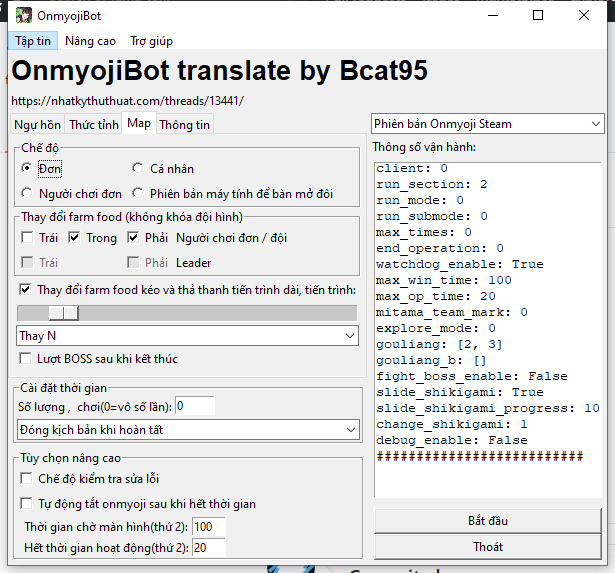 OnmyojiBot
Tập tin Nâng cao Trợ giúp
OnmyojiBot translate by Bcat95
https://nhatkythuthuat.com/threads/13441/
Ngự hồn Thức tỉnh Map Thông tin
Chế độ
Đơn Cá nhân
Người chơi đơn Phiên bản máy tính để bàn mở đôi
Thay đổi farm food (không khóa đội hình)
Trái Trong Phải Người chơi đơn / đội
Trái Phải Leader
Thay đổi farm food kéo và thả thanh tiến trình dài, tiến trình:
Thay N
Lượt BOSS sau khi kết thúc
Cài đặt thời gian
Số lượng , chơi(0=vô số lần): 0
Đóng kịch bản khi hoàn tất
Tùy chọn nâng cao
Chế độ kiểm tra sửa lỗi
Tự động tắt onmyoji sau khi hết thời gian
Thời gian chờ màn hình(thứ 2): 100
Hết thời gian hoạt động(thứ 2): 20
Phiên bản Onmyoji Steam
Thông số vận hành:
client: 0
run_section: 2
run_mode: 0
run_submode: 0
max_times: 0
end_operation: 0
watchdog_enable: True
max_win_time: 100
max_op_time: 20
mitama_team_mark: 0
explore_mode: 0
gouliang: [2, 3]
gouliang_b: []
fight_boss_enable: False
slide_shikigami: True
slide_shikigami_progress: 10
change_shikigami: 1
debug_enable: False
##########################
Bắt đầu
Thoát